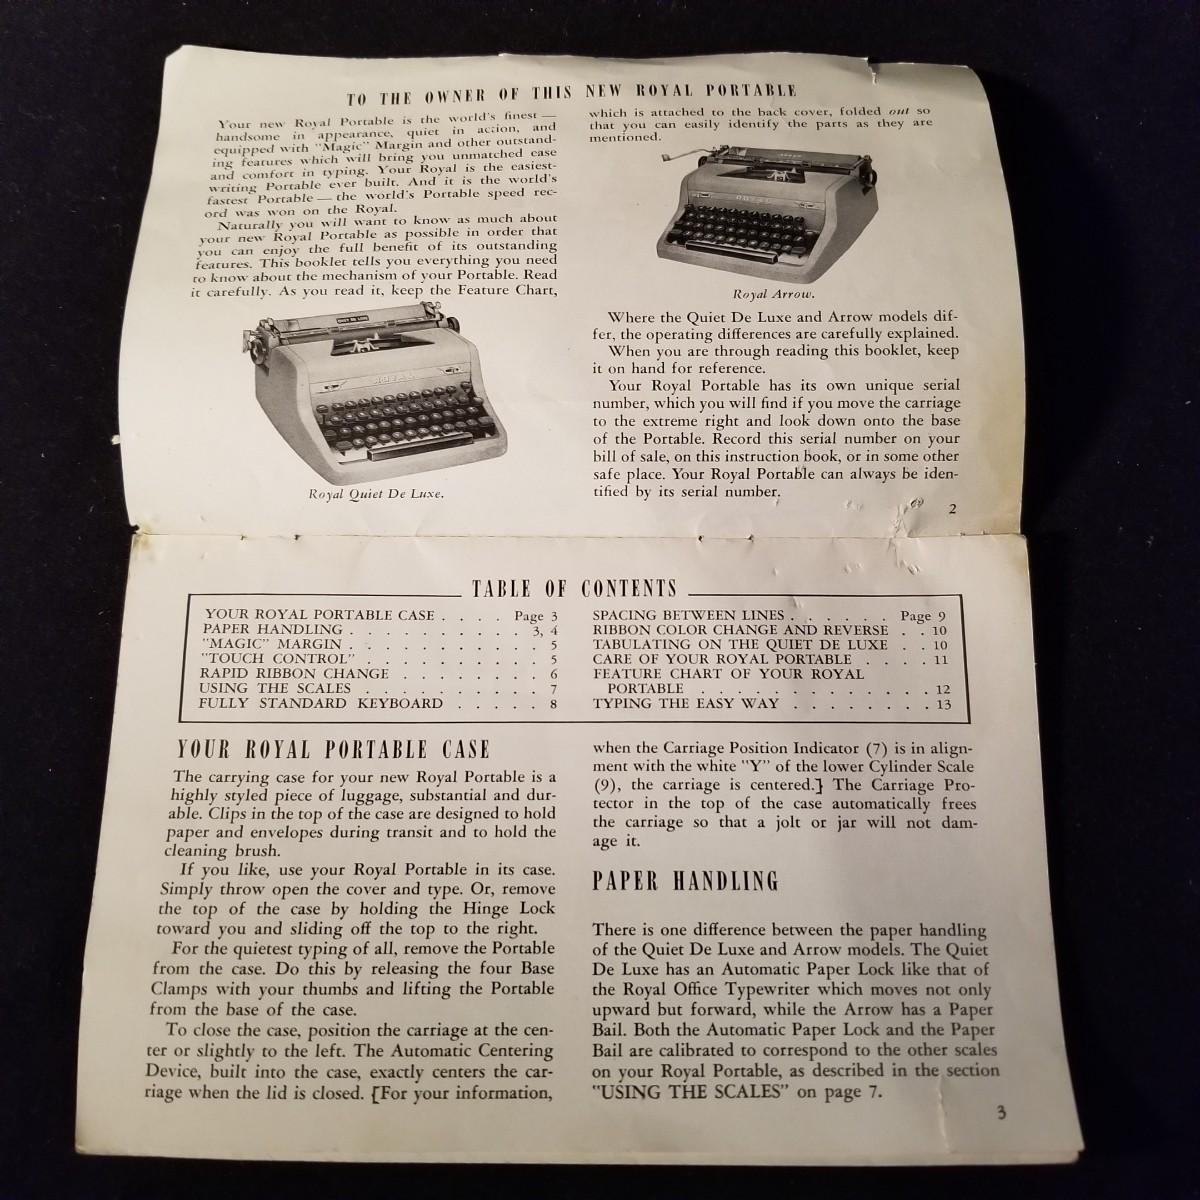 TO THE OWNER OF THIS NEW ROYAL PORTABLE
Your new Royal Portable is the world's finest —
handsome in appearance, quiet in action, and
equipped with "Magic" Margin and other outstand-
ing features which will bring you unmatched ease
and comfort in typing. Your Royal is the easiest-
writing Portable ever built. And it is the world's
fastest Portable — the world's Portable speed rec-
ord was won on the Royal.
Naturally you will want to know as much about
your new Royal Portable as possible in order that
you can enjoy the full benefit of its outstanding
features. This booklet tells you everything you need
to know about the mechanism of your Portable. Read
it carefully. As you read it, keep the Feature Chart,
QUIET DE LUXE
ROYAL
Royal Quiet De Luxe.
which is attached to the back cover, folded out so
that you can easily identify the parts as they are
mentioned.
ROYAL
Royal Arrow.
Where the Quiet De Luxe and Arrow models dif-
fer, the operating differences are carefully explained.
When you are through reading this booklet, keep
it on hand for reference.
Your Royal Portable has its own unique serial
number, which you will find if you move the carriage
to the extreme right and look down onto the base
of the Portable. Record this serial number on your
bill of sale, on this instruction book, or in some other
safe place. Your Royal Portable can always be iden-
tified by its serial number.
2
TABLE OF CONTENTS
YOUR ROYAL PORTABLE CASE . . . . Page 3
PAPER HANDLING . . . . . . . . . . 3, 4
"MAGIC" MARGIN . . . . . . . . . . 5
"TOUCH CONTROL" . . . . . . . . . 5
RAPID RIBBON CHANGE . . . . . . . 6
USING THE SCALES . . . . . . . . . 7
FULLY STANDARD KEYBOARD . . . . . 8
SPACING BETWEEN LINES . . . . . . Page 9
RIBBON COLOR CHANGE AND REVERSE . . 10
TABULATING ON THE QUIET DE LUXE . . 10
CARE OF YOUR ROYAL PORTABLE . . . . 11
FEATURE CHART OF YOUR ROYAL
PORTABLE . . . . . . . . . . . . . 12
TYPING THE EASY WAY . . . . . . . . 13
YOUR ROYAL PORTABLE CASE
The carrying case for your new Royal Portable is a
highly styled piece of luggage, substantial and dur-
able. Clips in the top of the case are designed to hold
paper and envelopes during transit and to hold the
cleaning brush.
If you like, use your Royal Portable in its case.
Simply throw open the cover and type. Or, remove
the top of the case by holding the Hinge Lock
toward you and sliding off the top to the right.
For the quietest typing of all, remove the Portable
from the case. Do this by releasing the four Base
Clamps with your thumbs and lifting the Portable
from the base of the case.
To close the case, position the carriage at the cen-
ter or slightly to the left. The Automatic Centering
Device, built into the case, exactly centers the car-
riage when the lid is closed. [For your information,
when the Carriage Position Indicator (7) is in align-
ment with the white "Y" of the lower Cylinder Scale
(9), the carriage is centered.] The Carriage Pro-
tector in the top of the case automatically frees
the carriage so that a jolt or jar will not dam-
age it.
PAPER HANDLING
There is one difference between the paper handling
of the Quiet De Luxe and Arrow models. The Quiet
De Luxe has an Automatic Paper Lock like that of
the Royal Office Typewriter which moves not only
upward but forward, while the Arrow has a Paper
Bail. Both the Automatic Paper Lock and the Paper
Bail are calibrated to correspond to the other scales
on your Royal Portable, as described in the section
"USING THE SCALES" on page 7.
3